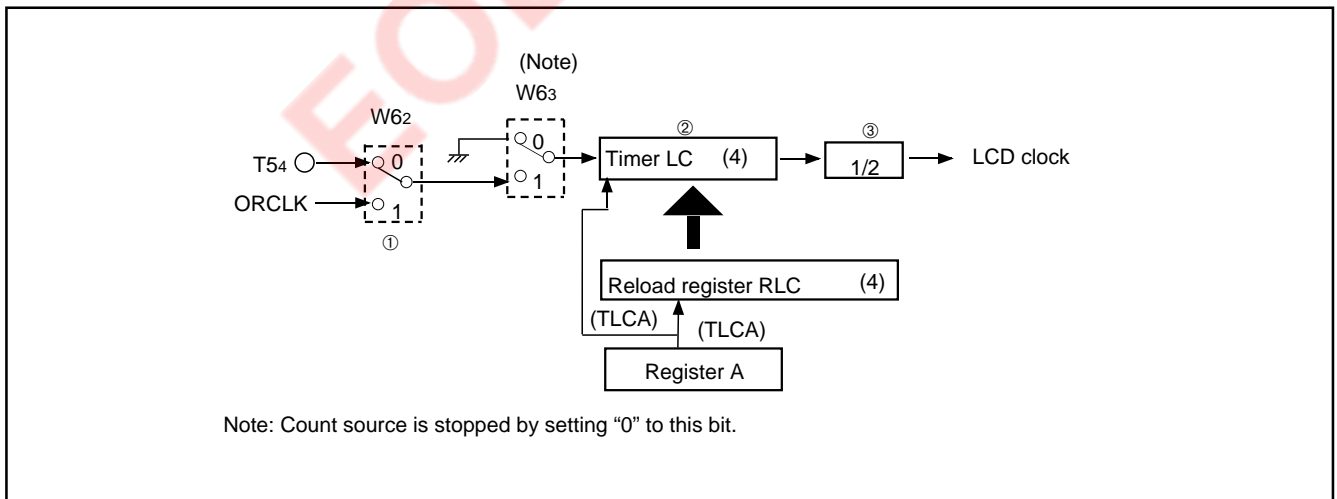 EO
(Note)
W63
W62
T54
0
1
ORCLK
①
0
1
②
Timer LC (4)
③
1/2
LCD clock
Reload register RLC (4)
(TLCA)
(TLCA)
Register A
Note: Count source is stopped by setting “0” to this bit.